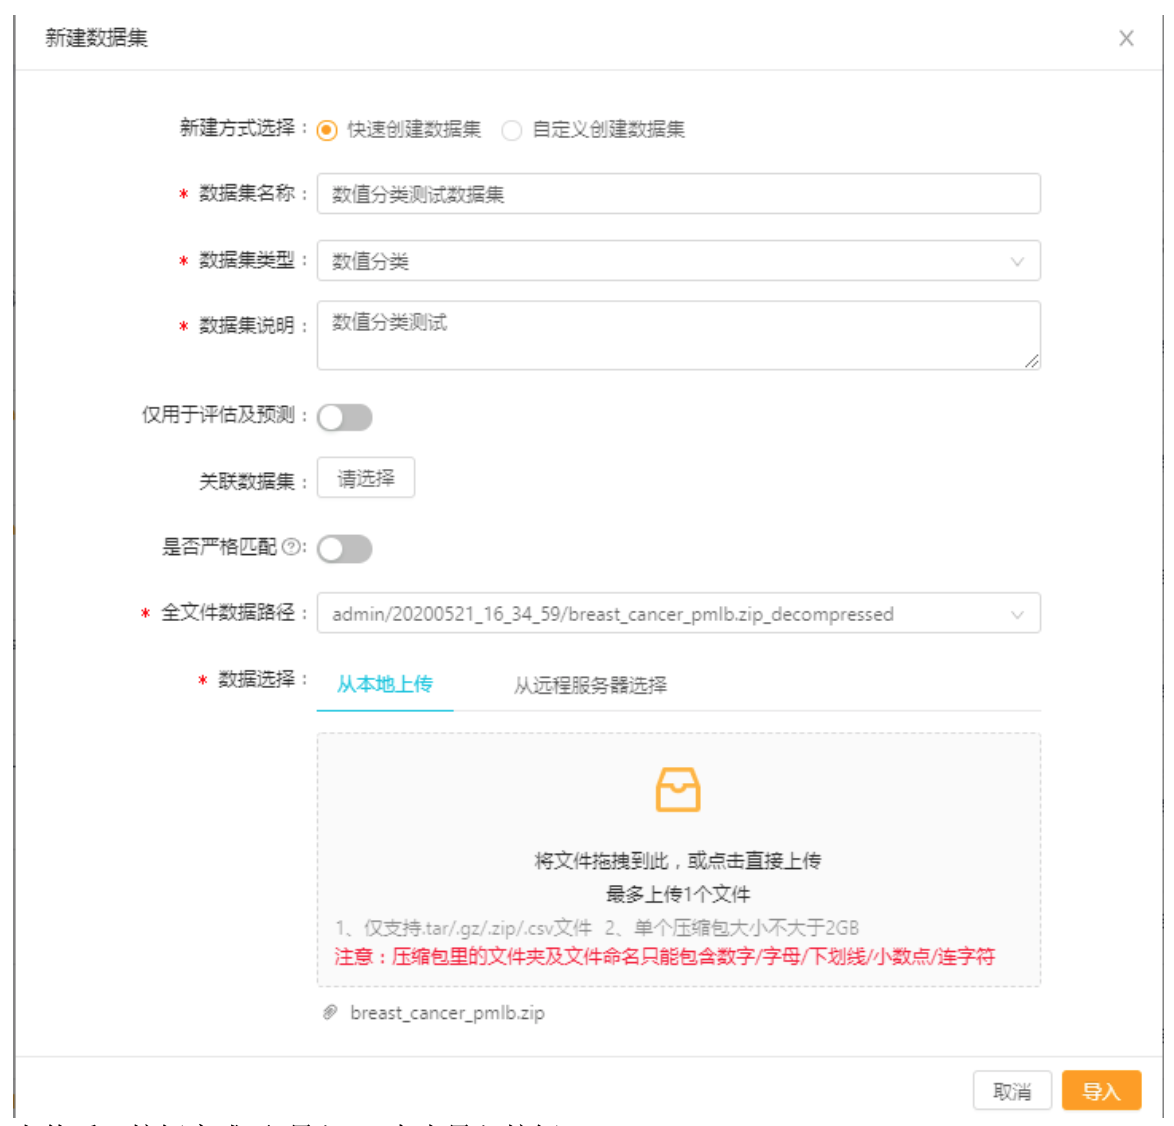 新建数据集
新建方式选择： 快速创建数据集 自定义创建数据集
* 数据集名称： 数值分类测试数据集
* 数据集类型： 数值分类
* 数据集说明： 数值分类测试
仅用于评估及预测：
关联数据集： 请选择
是否严格匹配?:
* 全文件数据路径： admin/20200521_16_34_59/breast_cancer_pmlb.zip_decompressed
* 数据选择： 从本地上传 从远程服务器选择
将文件拖拽到此，或点击直接上传
最多上传1个文件
1、仅支持.tar/.gz/.zip/.csv文件 2、单个压缩包大小不大于2GB
注意：压缩包里的文件夹及文件命名只能包含数字/字母/下划线/小数点/连字符
breast_cancer_pmlb.zip
取消 导入